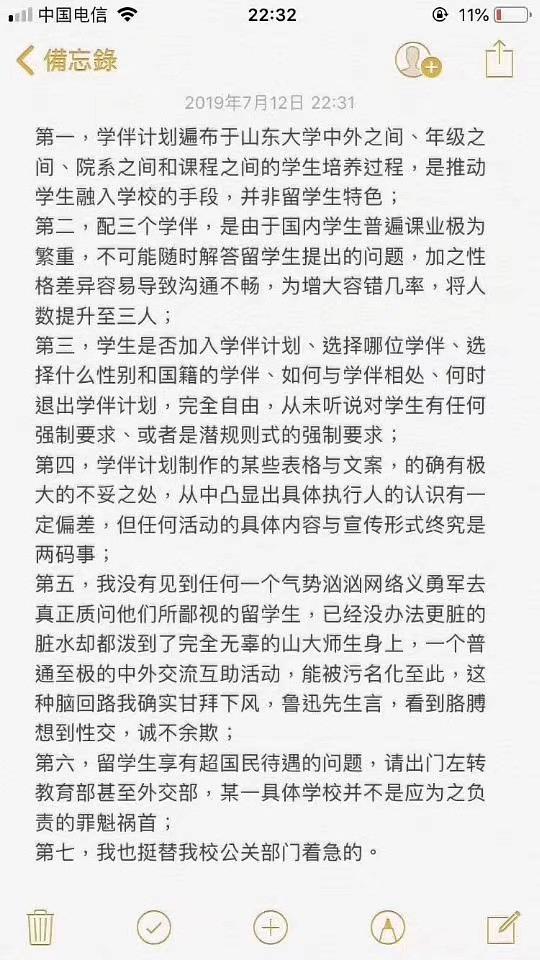 中国电信
22:32
11%
備忘錄
2019年7月12日 22:31
第一，学伴计划遍布于山东大学中外之间、年级之
间、院系之间和课程之间的学生培养过程，是推动
学生融入学校的手段，并非留学生特色；
第二，配三个学伴，是由于国内学生普遍课业极为
繁重，不可能随时解答留学生提出的问题，加之性
格差异容易导致沟通不畅，为增大容错几率，将人
数提升至三人；
第三，学生是否加入学伴计划、选择哪位学伴、选
择什么性别和国籍的学伴、如何与学伴相处、何时
退出学伴计划，完全自由，从未听说对学生有任何
强制要求、或者是潜规则式的强制要求；
第四，学伴计划制作的某些表格与文案，的确有极
大的不妥之处，从中凸显出具体执行人的认识有一
定偏差，但任何活动的具体内容与宣传形式终究是
两码事；
第五，我没有见到任何一个气势汹汹网络义勇军去
真正质问他们所鄙视的留学生，已经没办法更脏的
脏水却都泼到了完全无辜的山大师生身上，一个普
通至极的中外交流互助活动，能被污名化至此，这
种脑回路我确实甘拜下风，鲁迅先生言，看到胳膊
想到性交，诚不余欺；
第六，留学生享有超国民待遇的问题，请出门左转
教育部甚至外交部，某一具体学校并不是应为之负
责的罪魁祸首；
第七，我也挺替我校公关部门着急的。